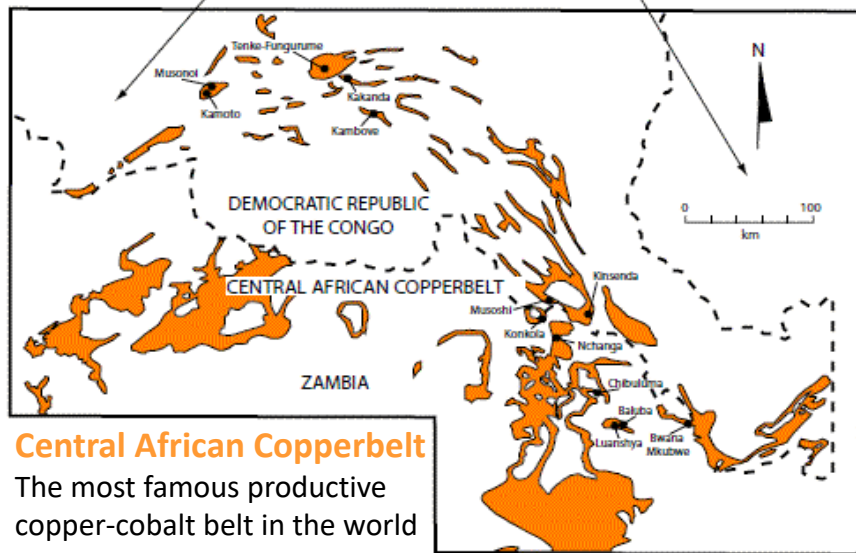 Tenke-Fungurume
Musonoi
Kamoto
Kakanda
Kambove
N
0 100
km
DEMOCRATIC REPUBLIC
OF THE CONGO
CENTRAL AFRICAN COPPERBELT
Kinsenda
Musoshi
Konkola
Nchanga
ZAMBIA
Chibuluma
Baluba
Luanshya
Bwana
Mkubwe
Central African Copperbelt
The most famous productive
copper-cobalt belt in the world